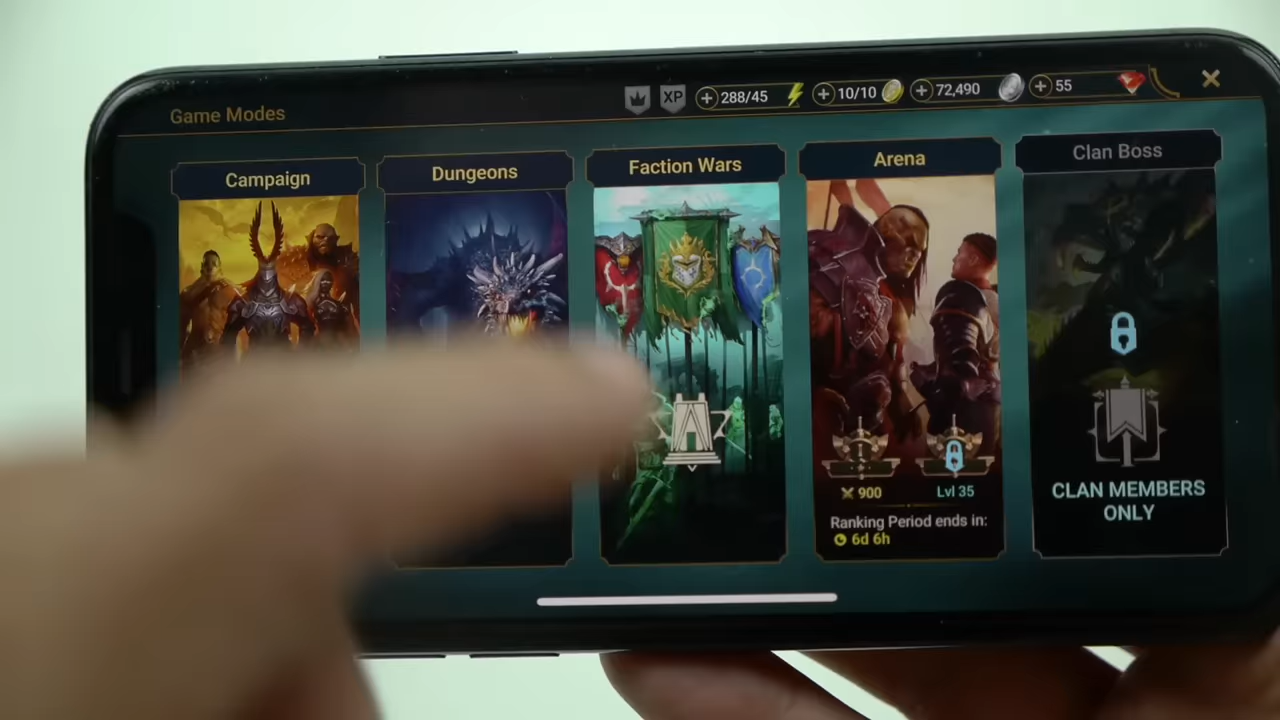 Game Modes
XP
288/45
10/10
72,490
55
Campaign
Dungeons
Faction Wars
Arena
Clan Boss
900
Lvl 35
Ranking Period ends in:
6d 6h
CLAN MEMBERS
ONLY